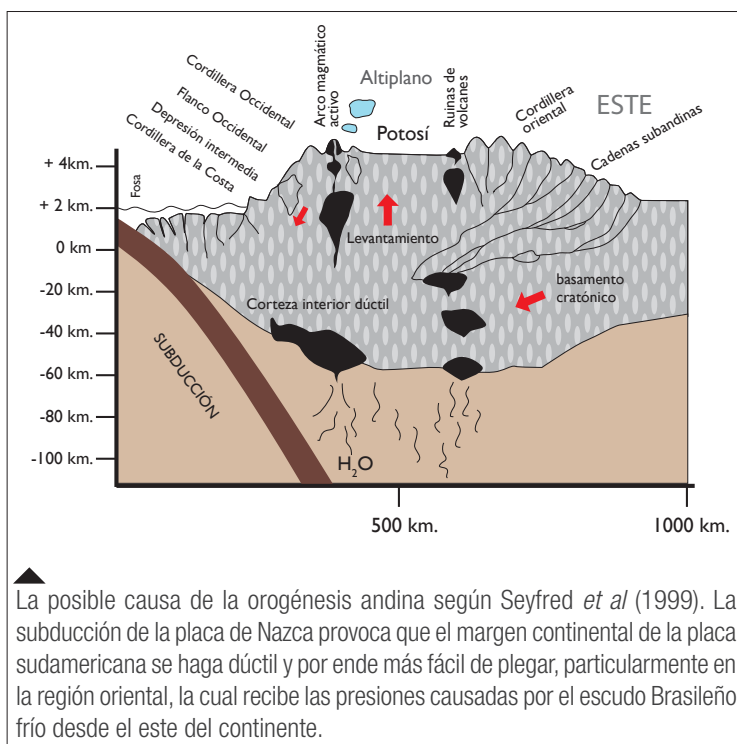 Cordillera Occidental
Flanco Occidental
Depresión intermedia
Cordillera de la Costa
Fosa
Arco magmático
activo
Altiplano
Potosí
Ruinas de
volcanes
Cordillera
oriental
ESTE
Cadenas subandinas
+ 4km.
+ 2 km.
0 km
-20 km.
-40 km.
-60 km.
-80 km.
-100 km.
Levantamiento
Corteza interior dúctil
basamento
cratónico
SUBDUCCIÓN
H2O
500 km.
1000 km.
La posible causa de la orogénesis andina según Seyfred et al (1999). La
subducción de la placa de Nazca provoca que el margen continental de la placa
sudamericana se haga dúctil y por ende más fácil de plegar, particularmente en
la región oriental, la cual recibe las presiones causadas por el escudo Brasileño
frío desde el este del continente.